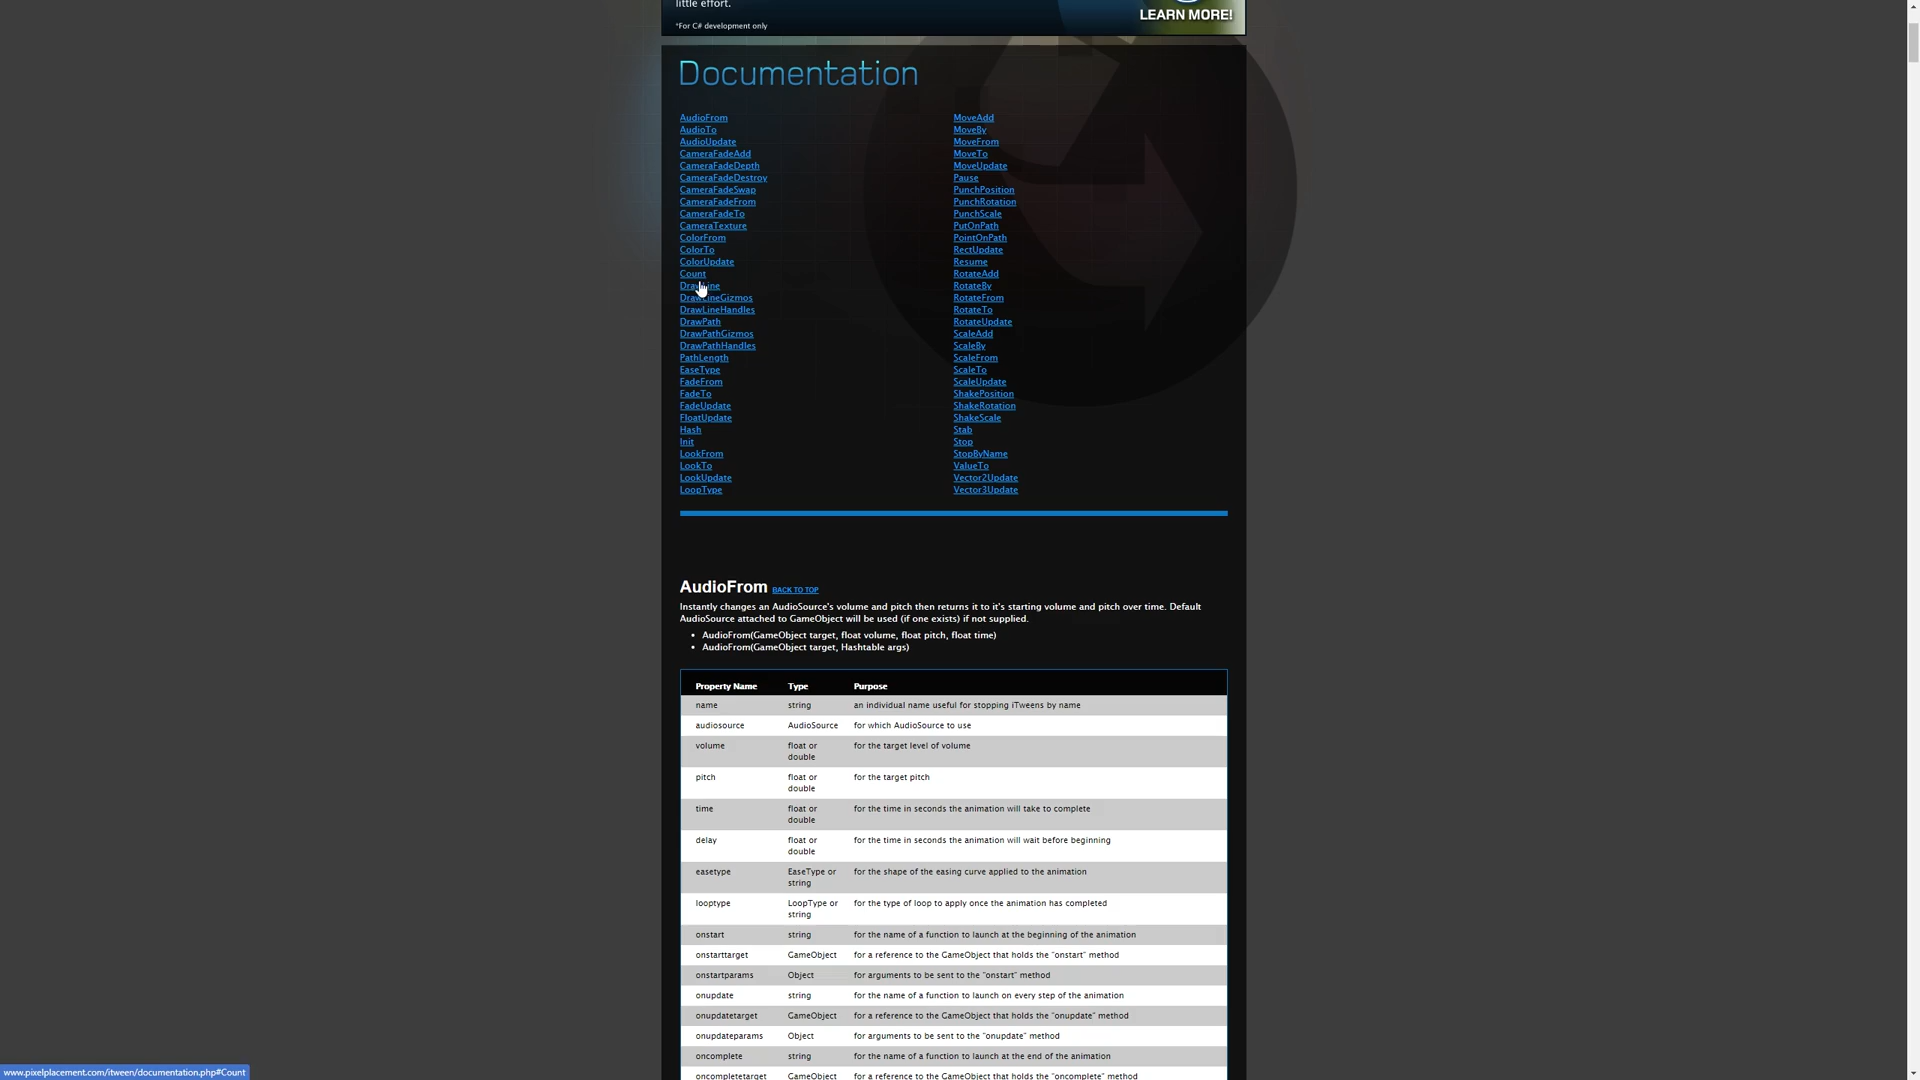 little effort.
*For C# development only
LEARN MORE!
Documentation
AudioFrom
AudioTo
AudioUpdate
CameraFadeAdd
CameraFadeDepth
CameraFadeDestroy
CameraFadeSwap
CameraFadeFrom
CameraFadeTo
CameraTexture
ColorFrom
ColorTo
ColorUpdate
Count
DrawLine
DrawLineGizmos
DrawLineHandles
DrawPath
DrawPathGizmos
DrawPathHandles
PathLength
EaseType
FadeFrom
FadeTo
FadeUpdate
FloatUpdate
Hash
Init
LookFrom
LookTo
LookUpdate
LoopType
MoveAdd
MoveBy
MoveFrom
MoveTo
MoveUpdate
Pause
PunchPosition
PunchRotation
PunchScale
PutOnPath
PointOnPath
RectUpdate
Resume
RotateAdd
RotateBy
RotateFrom
RotateTo
RotateUpdate
ScaleAdd
ScaleBy
ScaleFrom
ScaleTo
ScaleUpdate
ShakePosition
ShakeRotation
ShakeScale
Stab
Stop
StopByName
ValueTo
Vector2Update
Vector3Update
AudioFrom BACK TO TOP
Instantly changes an AudioSource's volume and pitch then returns it to it's starting volume and pitch over time. Default
AudioSource attached to GameObject will be used (if one exists) if not supplied.
• AudioFrom(GameObject target, float volume, float pitch, float time)
• AudioFrom(GameObject target, Hashtable args)
Property Name Type Purpose
name string an individual name useful for stopping iTweens by name
audiosource AudioSource for which AudioSource to use
volume float or double for the target level of volume
pitch float or double for the target pitch
time float or double for the time in seconds the animation will take to complete
delay float or double for the time in seconds the animation will wait before beginning
easetype EaseType or string for the shape of the easing curve applied to the animation
looptype LoopType or string for the type of loop to apply once the animation has completed
onstart string for the name of a function to launch at the beginning of the animation
onstarttarget GameObject for a reference to the GameObject that holds the "onstart" method
onstartparams Object for arguments to be sent to the "onstart" method
onupdate string for the name of a function to launch on every step of the animation
onupdatetarget GameObject for a reference to the GameObject that holds the "onupdate" method
onupdateparams Object for arguments to be sent to the "onupdate" method
oncomplete string for the name of a function to launch at the end of the animation
oncompletetarget GameObject for a reference to the GameObject that holds the "oncomplete" method
www.pixelplacement.com/itween/documentation.php#Count